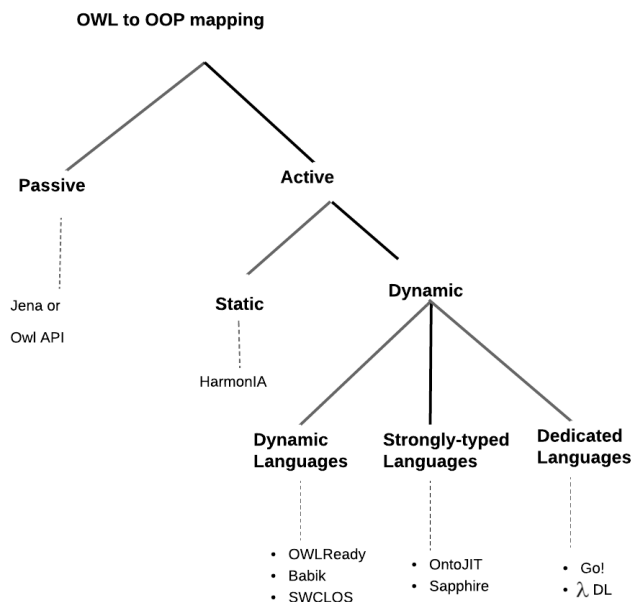 OWL to OOP mapping
Passive
Active
Jena or
Owl API
Static
Dynamic
HarmonIA
Dynamic
Languages
Strongly-typed
Languages
Dedicated
Languages
• OWLReady
• Babik
• SWCLOS
• OntoJIT
• Sapphire
• Go!
• λ DL